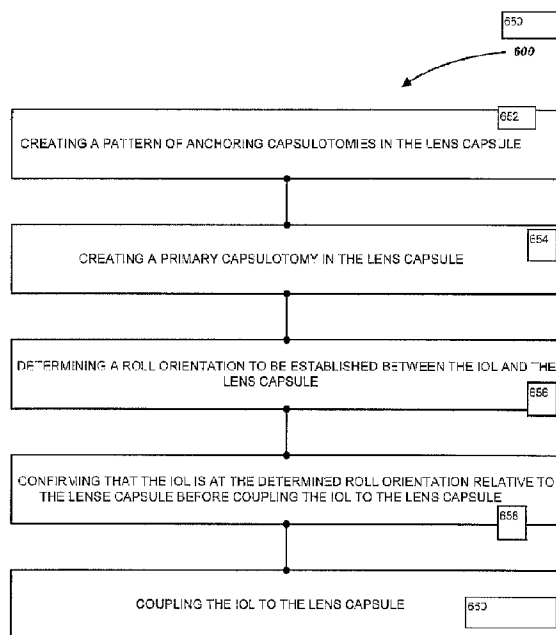 650
600
652
CREATING A PATTERN OF ANCHORING CAPSULOTOMIES IN THE LENS CAPSULE
654
CREATING A PRIMARY CAPSULOTOMY IN THE LENS CAPSULE
DETERMINING A ROLL ORIENTATION TO BE ESTABLISHED BETWEEN THE IOL AND THE
LENS CAPSULE
656
CONFIRMING THAT THE IOL IS AT THE DETERMINED ROLL ORIENTATION RELATIVE TO
THE LENSE CAPSULE BEFORE COUPLING THE IOL TO THE LENS CAPSULE
658
COUPLING THE IOL TO THE LENS CAPSULE
660